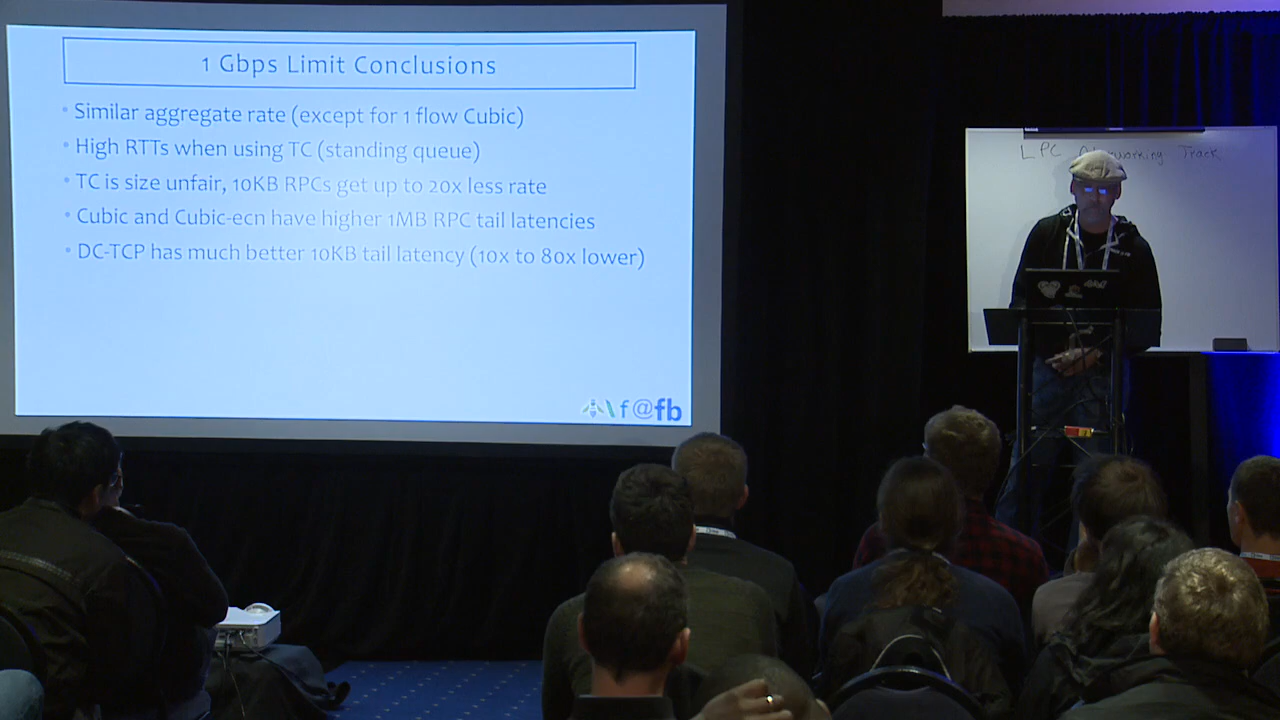 1 Gbps Limit Conclusions
• Similar aggregate rate (except for 1 flow Cubic)
• High RTTs when using TC (standing queue)
• TC is size unfair, 10KB RPCs get up to 20x less rate
• Cubic and Cubic-ecn have higher 1MB RPC tail latencies
• DC-TCP has much better 10KB tail latency (10x to 80x lower)
f@fb
LPC Networking Track